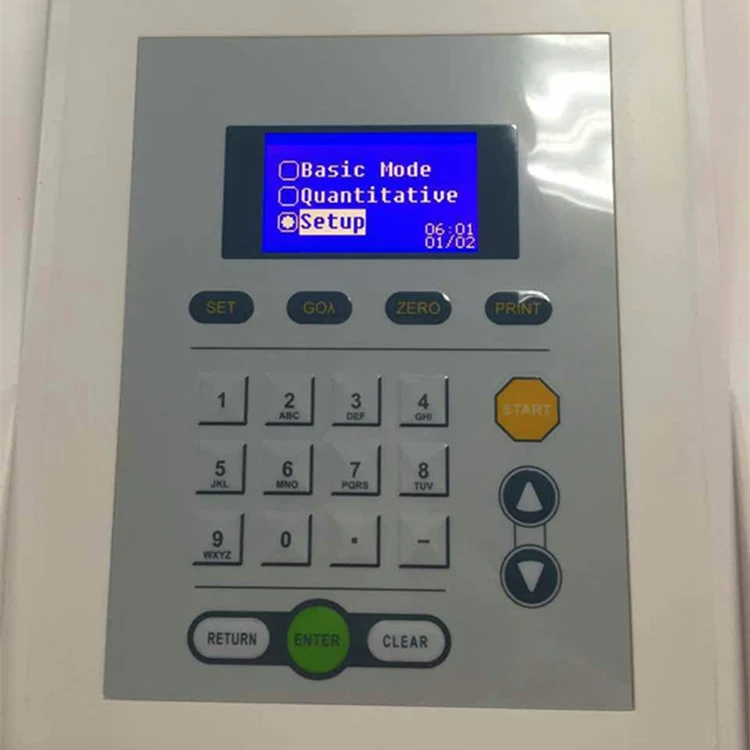 Basic Mode
Quantitative
Setup
06:01
01/02
SET GOλ ZERO PRINT
1 2 3 4
ABC DEF GHI
START
5 6 7 8
JKL MNO PQRS TUV
9 0 . -
WXYZ
RETURN ENTER CLEAR